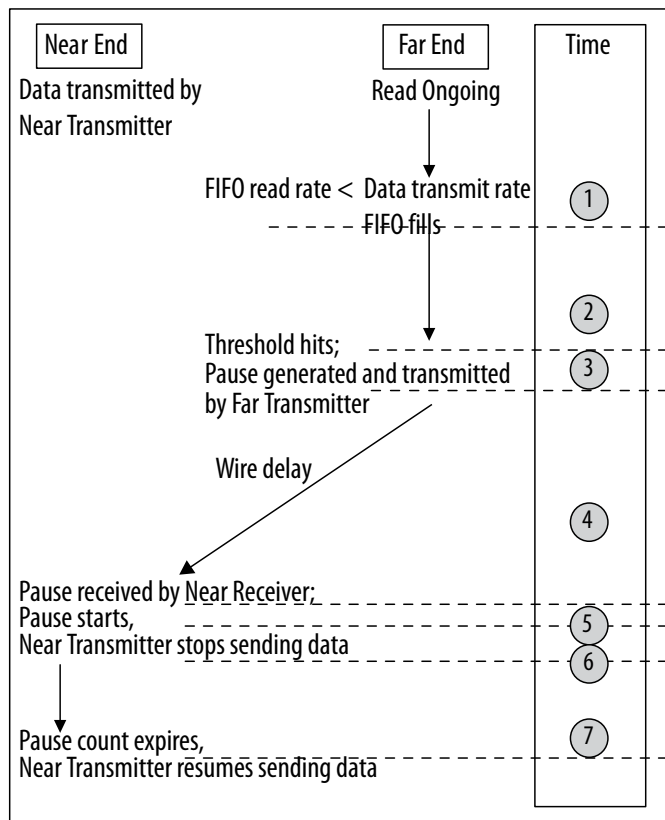 Near End
Far End
Time
Data transmitted by
Near Transmitter
Read Ongoing
FIFO read rate < Data transmit rate
FIFO fills
1
2
Threshold hits;
Pause generated and transmitted
by Far Transmitter
3
Wire delay
4
Pause received by Near Receiver;
Pause starts,
Near Transmitter stops sending data
5
6
Pause count expires,
Near Transmitter resumes sending data
7